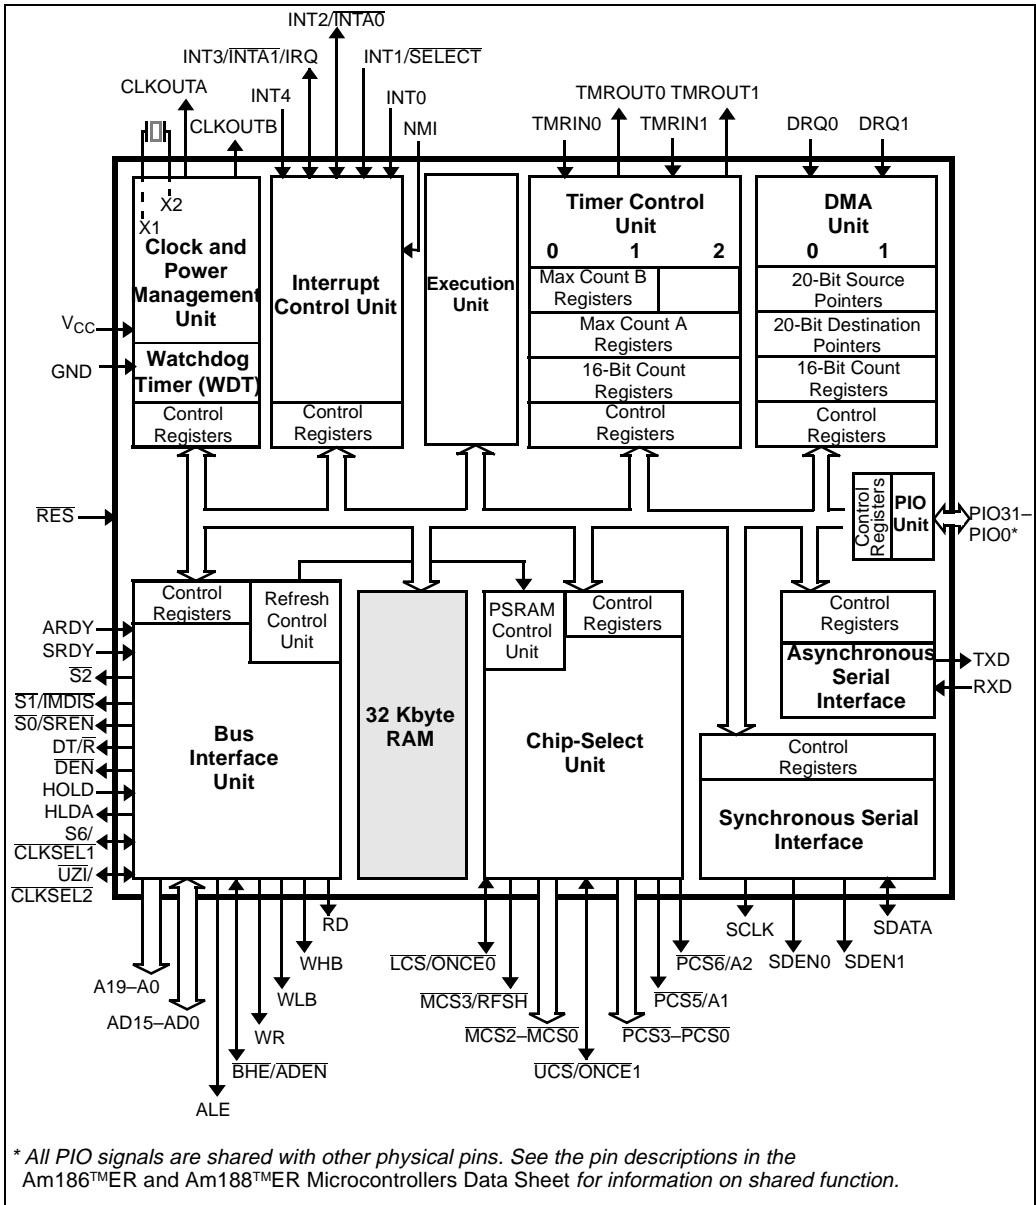 INT2/INTA0
INT3/INTA1/IRQ
INT1/SELECT
CLKOUTA
INT4
INT0
TMROUT0 TMROUT1
CLKOUTB
NMI
TMRIN0
TMRIN1
DRQ0
DRQ1
X2
X1
Clock and
Power
Management
Unit
Watchdog
Timer (WDT)
Control
Registers
Interrupt
Control Unit
Control
Registers
Execution
Unit
Timer Control
Unit
0 1 2
Max Count B
Registers
Max Count A
Registers
16-Bit Count
Registers
Control
Registers
DMA
Unit
0 1
20-Bit Source
Pointers
20-Bit Destination
Pointers
16-Bit Count
Registers
Control
Registers
VCC
GND
RES
Control
Registers
PIO
Unit
PIO31–
PIO0*
Control
Registers
Refresh
Control
Unit
Bus
Interface
Unit
32 Kbyte
RAM
PSRAM
Control
Unit
Control
Registers
Chip-Select
Unit
Control
Registers
Asynchronous
Serial
Interface
TXD
RXD
Control
Registers
Synchronous Serial
Interface
ARDY
SRDY
S2
S1/IMDIS
S0/SREN
DT/R
DEN
HOLD
HLDA
S6/
CLKSEL1
UZI/
CLKSEL2
RD
WHB
WLB
WR
BHE/ADEN
ALE
A19–A0
AD15–AD0
LCS/ONCE0
MCS3/RFSH
MCS2–MCS0
UCS/ONCE1
PCS3–PCS0
PCS5/A1
PCS6/A2
SCLK
SDEN0
SDEN1
SDATA
* All PIO signals are shared with other physical pins. See the pin descriptions in the
Am186™ER and Am188™ER Microcontrollers Data Sheet for information on shared function.